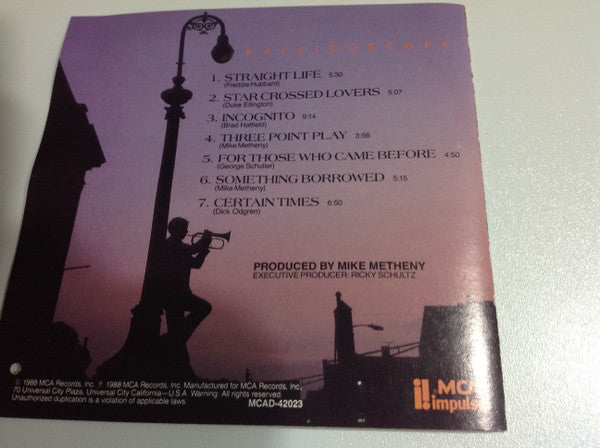 KALEIDOSCOPE
1. STRAIGHT LIFE 5:30
(Freddie Hubbard)
2. STAR CROSSED LOVERS 5:07
(Duke Ellington)
3. INCOGNITO 9:14
(Brad Hatfield)
4. THREE POINT PLAY 3:56
(Mike Metheny)
5. FOR THOSE WHO CAME BEFORE 4:50
(George Schuller)
6. SOMETHING BORROWED 5:15
(Mike Metheny)
7. CERTAIN TIMES 6:50
(Dick Odgren)
PRODUCED BY MIKE METHENY
EXECUTIVE PRODUCER: RICKY SCHULTZ
© 1988 MCA Records, Inc. ℗ 1988 MCA Records, Inc. Manufactured for MCA Records, Inc.,
70 Universal City Plaza, Universal City California—U.S.A. Warning: All rights reserved.
Unauthorized duplication is a violation of applicable laws.
MCAD-42023
MCA
impulse